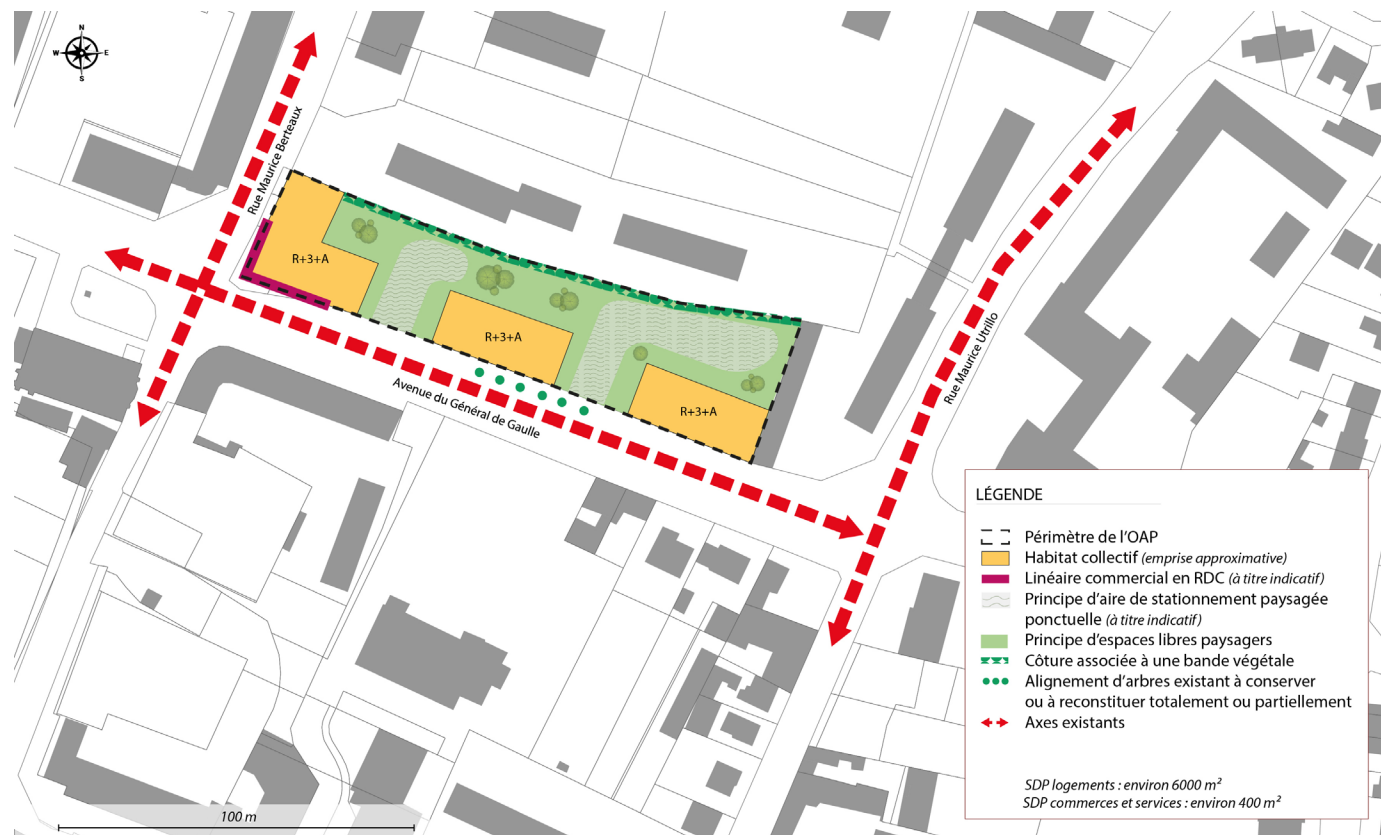 N
W E
S
Rue Maurice Berteaux
R+3+A
R+3+A
R+3+A
Avenue du Général de Gaulle
Rue Maurice Utrillo
LÉGENDE
Périmètre de l'OAP
Habitat collectif (emprise approximative)
Linéaire commercial en RDC (à titre indicatif)
Principe d'aire de stationnement paysagée
ponctuelle (à titre indicatif)
Principe d'espaces libres paysagers
Côture associée à une bande végétale
Alignement d'arbres existant à conserver
ou à reconstituer totalement ou partiellement
Axes existants
SDP logements : environ 6000 m²
SDP commerces et services : environ 400 m²
100 m